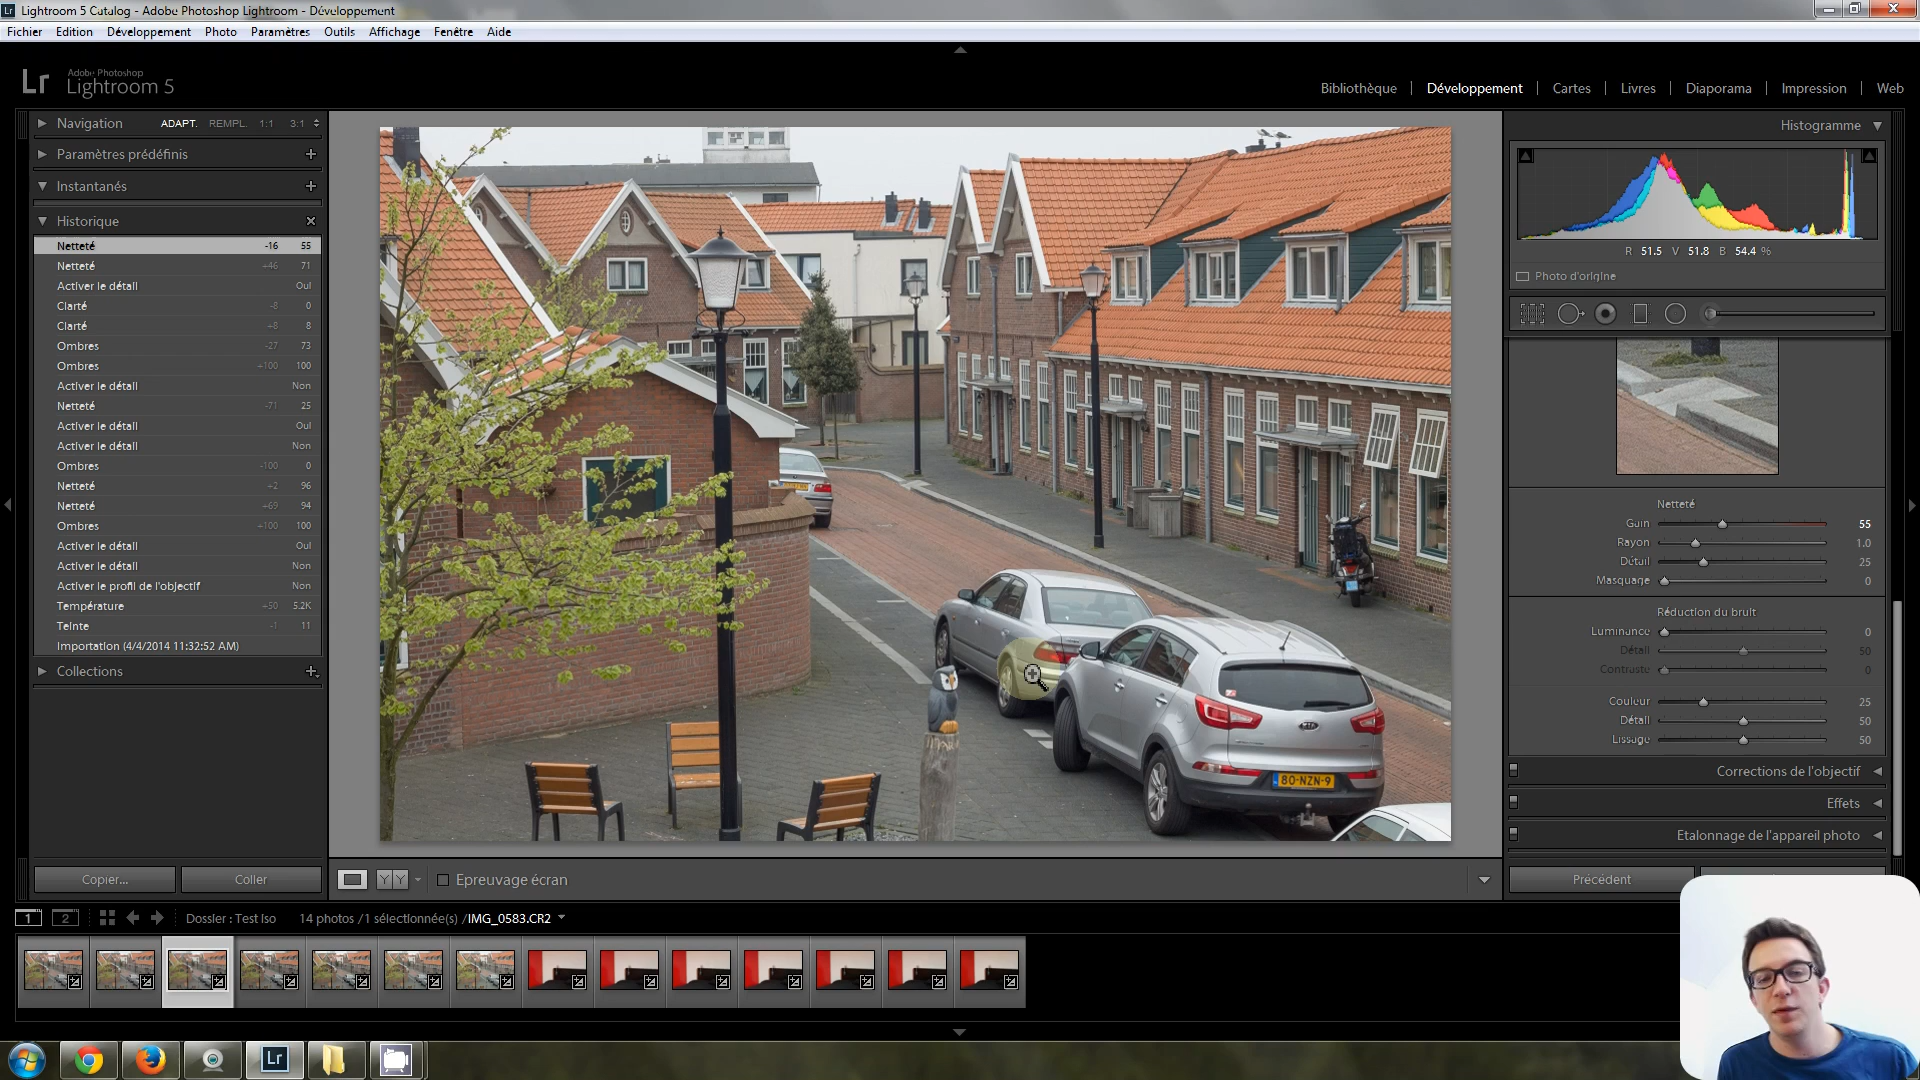 Lightroom 5 Catalog - Adobe Photoshop Lightroom - Développement
Fichier Edition Développement Photo Paramètres Outils Affichage Fenêtre Aide
Lr Adobe Photoshop Lightroom 5
Bibliothèque | Développement | Cartes | Livres | Diaporama | Impression | Web
Navigation ADAPT. REMPL. 1:1 3:1
Paramètres prédéfinis
Instantanés
Historique
Netteté -16 55
Netteté +46 71
Activer le détail Oui
Clarté -8 0
Clarté +8 8
Ombres -27 73
Ombres +100 100
Activer le détail Non
Netteté -71 25
Activer le détail Oui
Activer le détail Non
Ombres -100 0
Netteté +2 96
Netteté +69 94
Ombres +100 100
Activer le détail Oui
Activer le détail Non
Activer le profil de l'objectif Non
Température +50 5.2K
Teinte -1 11
Importation (4/4/2014 11:32:52 AM)
Collections
Copier... Coller
KIA
80-NZN-9
Epreuvage écran
Histogramme
R 51.5 V 51.8 B 54.4 %
Photo d'origine
Netteté
Gain 55
Rayon 1.0
Détail 25
Masquage 0
Réduction du bruit
Luminance 0
Détail 50
Contraste 0
Couleur 25
Détail 50
Lissage 50
Corrections de l'objectif
Effets
Etalonnage de l'appareil photo
Précédent
1 2 Dossier : Test Iso 14 photos /1 sélectionnée(s) /IMG_0583.CR2
Lr